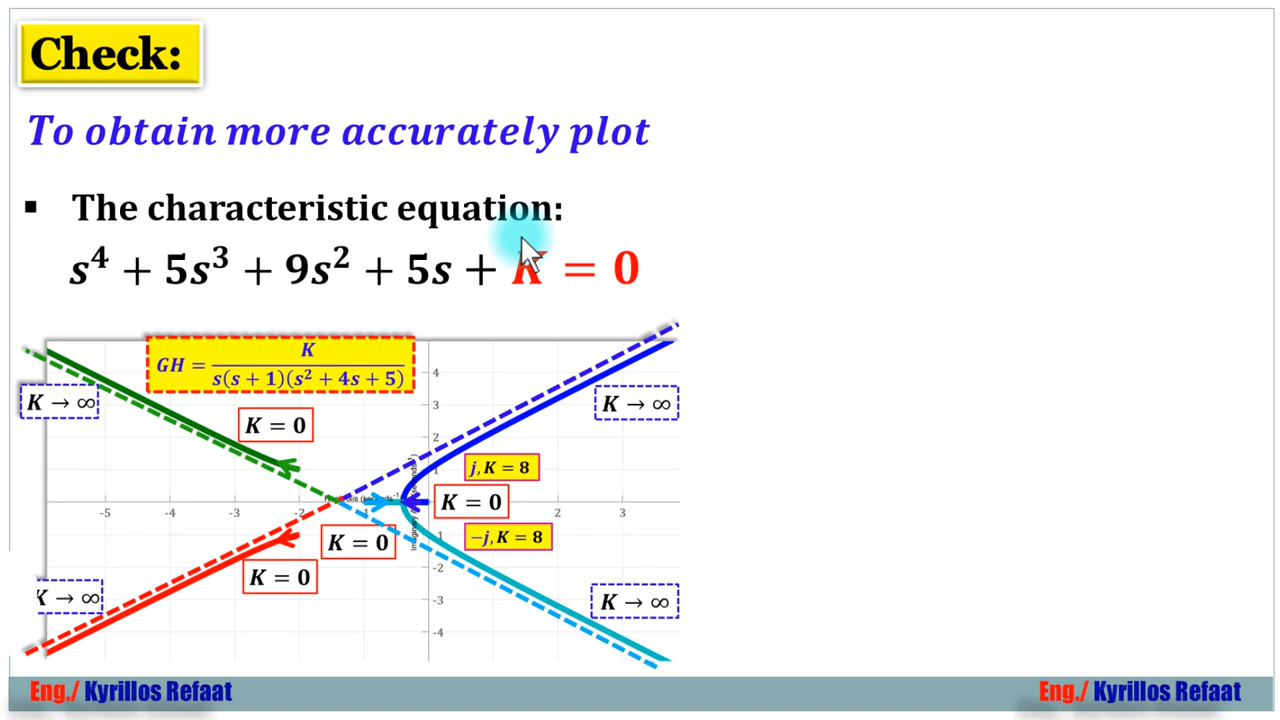 Check:
To obtain more accurately plot
▪ The characteristic equation:
s⁴ + 5s³ + 9s² + 5s + K = 0
GH = K / s(s + 1)(s² + 4s + 5)
4
K → ∞
K → ∞
3
K = 0
2
j, K = 8
1
K = 0
-5 -4 -3 -2 -1 2 3
K = 0
-j, K = 8
-1
K = 0
-2
K → ∞
K → ∞
-3
-4
Eng./ Kyrillos Refaat
Eng./ Kyrillos Refaat